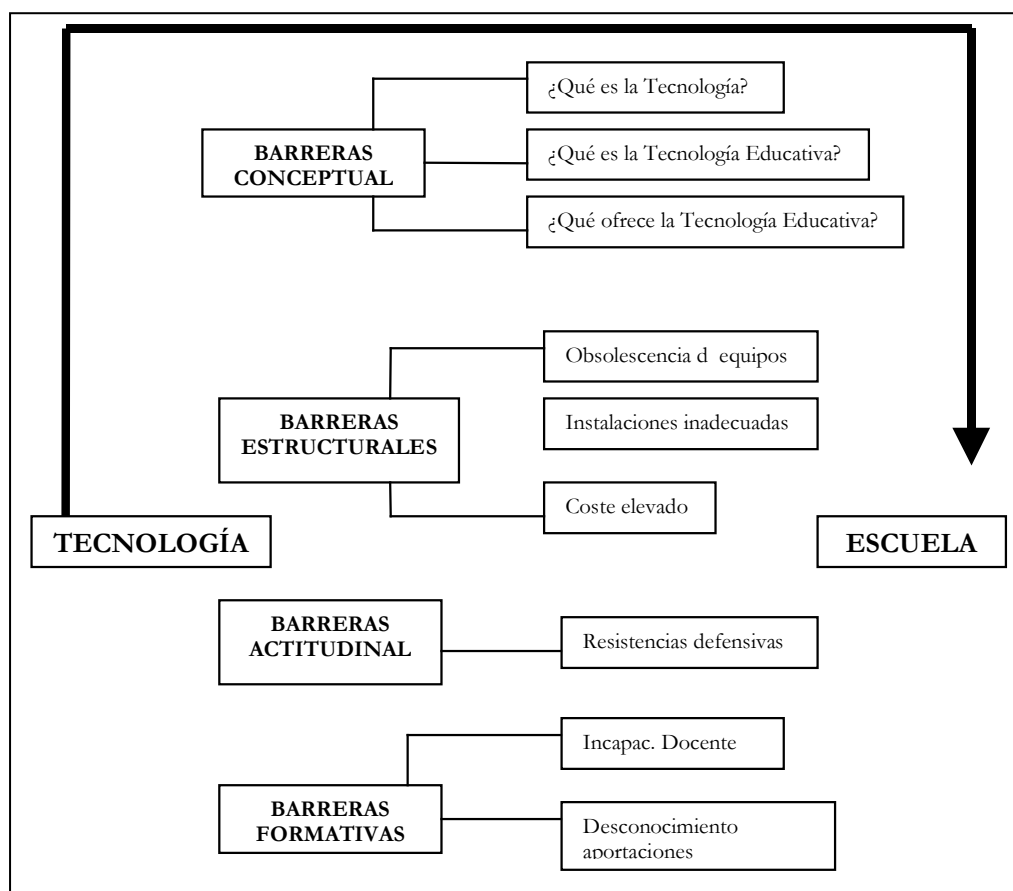 ¿Qué es la Tecnología?
BARRERAS
CONCEPTUAL
¿Qué es la Tecnología Educativa?
¿Qué ofrece la Tecnología Educativa?
Obsolescencia d equipos
BARRERAS
ESTRUCTURALES
Instalaciones inadecuadas
Coste elevado
TECNOLOGÍA
ESCUELA
BARRERAS
ACTITUDINAL
Resistencias defensivas
Incapac. Docente
BARRERAS
FORMATIVAS
Desconocimiento
aportaciones